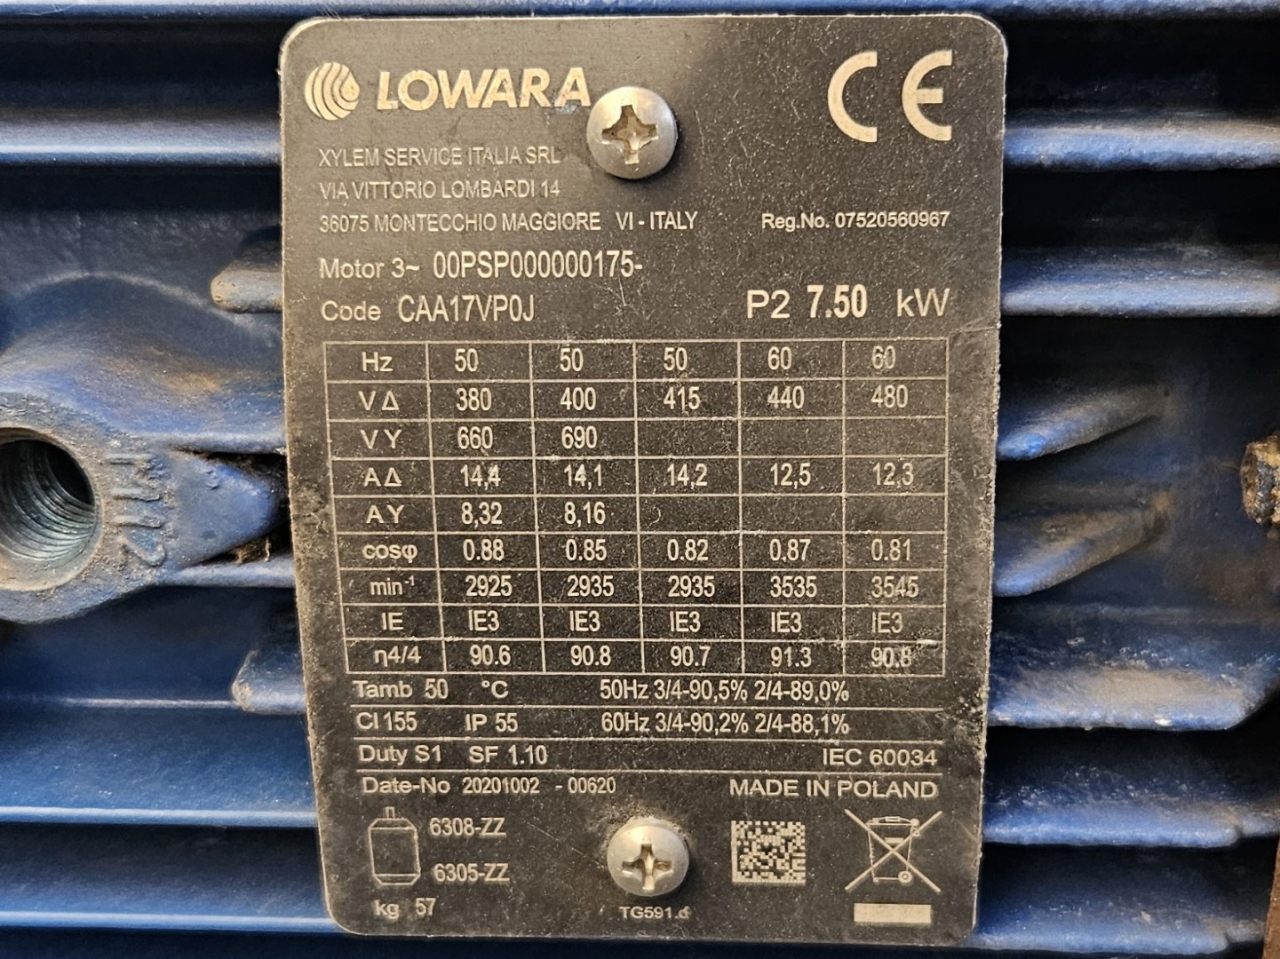 LOWARA
CE
XYLEM SERVICE ITALIA SRL
VIA VITTORIO LOMBARDI 14
36075 MONTECCHIO MAGGIORE VI - ITALY Reg.No. 07520560967
Motor 3~ 00PSP000000175-
Code CAA17VP0J P2 7.50 kW
Hz 50 50 50 60 60
V Δ 380 400 415 440 480
V Y 660 690
A Δ 14,4 14,1 14,2 12,5 12,3
A Y 8,32 8,16
cosφ 0.88 0.85 0.82 0.87 0.81
min⁻¹ 2925 2935 2935 3535 3545
IE IE3 IE3 IE3 IE3 IE3
η4/4 90.6 90.8 90.7 91.3 90.8
Tamb 50 °C 50Hz 3/4-90,5% 2/4-89,0%
Cl 155 IP 55 60Hz 3/4-90,2% 2/4-88,1%
Duty S1 SF 1.10 IEC 60034
Date-No 20201002 - 00620 MADE IN POLAND
6308-ZZ
6305-ZZ
kg 57 TG591.d
M12